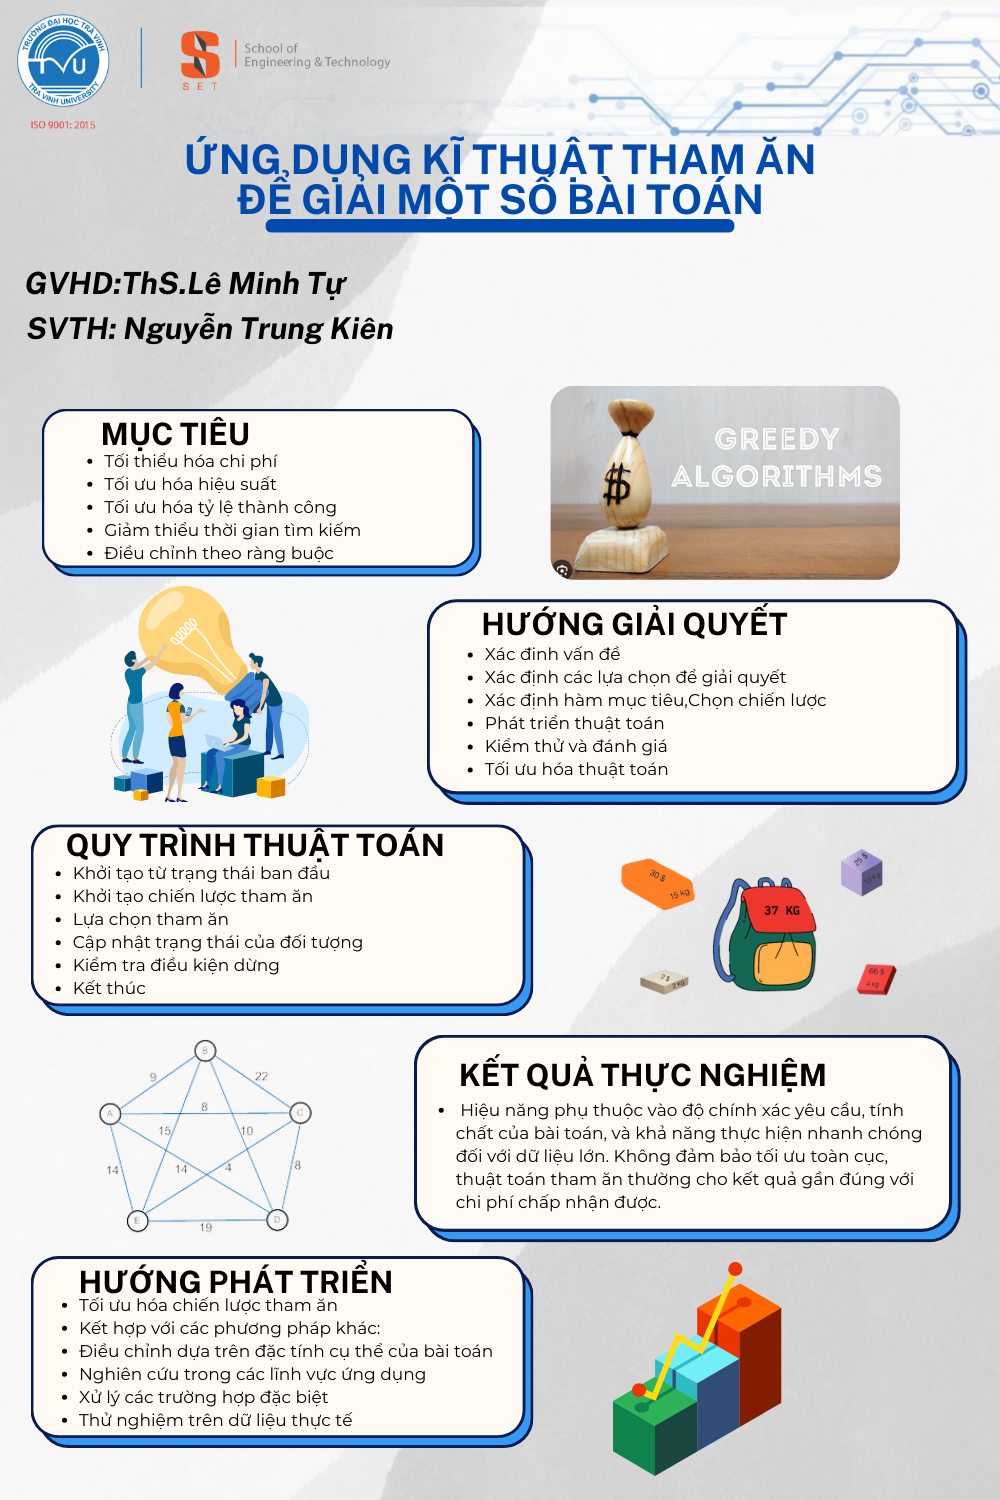 TRƯỜNG ĐẠI HỌC TRÀ VINH
TVU
TRA VINH UNIVERSITY
ISO 9001: 2015
SET
School of
Engineering & Technology
ỨNG DỤNG KĨ THUẬT THAM ĂN
ĐỂ GIẢI MỘT SỐ BÀI TOÁN
GVHD:ThS.Lê Minh Tự
SVTH: Nguyễn Trung Kiên
MỤC TIÊU
• Tối thiểu hóa chi phí
• Tối ưu hóa hiệu suất
• Tối ưu hóa tỷ lệ thành công
• Giảm thiểu thời gian tìm kiếm
• Điều chỉnh theo ràng buộc
$
GREEDY
ALGORITHMS
HƯỚNG GIẢI QUYẾT
• Xác định vấn đề
• Xác định các lựa chọn để giải quyết
• Xác định hàm mục tiêu,Chọn chiến lược
• Phát triển thuật toán
• Kiểm thử và đánh giá
• Tối ưu hóa thuật toán
QUY TRÌNH THUẬT TOÁN
• Khởi tạo từ trạng thái ban đầu
• Khởi tạo chiến lược tham ăn
• Lựa chọn tham ăn
• Cập nhật trạng thái của đối tượng
• Kiểm tra điều kiện dừng
• Kết thúc
30 $
15 kg
25 $
10 kg
37 KG
2 $
2 kg
66 $
4 kg
B
9
22
A
8
C
15
10
14
14
4
8
E
19
D
KẾT QUẢ THỰC NGHIỆM
• Hiệu năng phụ thuộc vào độ chính xác yêu cầu, tính
chất của bài toán, và khả năng thực hiện nhanh chóng
đối với dữ liệu lớn. Không đảm bảo tối ưu toàn cục,
thuật toán tham ăn thường cho kết quả gần đúng với
chi phí chấp nhận được.
HƯỚNG PHÁT TRIỂN
• Tối ưu hóa chiến lược tham ăn
• Kết hợp với các phương pháp khác:
• Điều chỉnh dựa trên đặc tính cụ thể của bài toán
• Nghiên cứu trong các lĩnh vực ứng dụng
• Xử lý các trường hợp đặc biệt
• Thử nghiệm trên dữ liệu thực tế